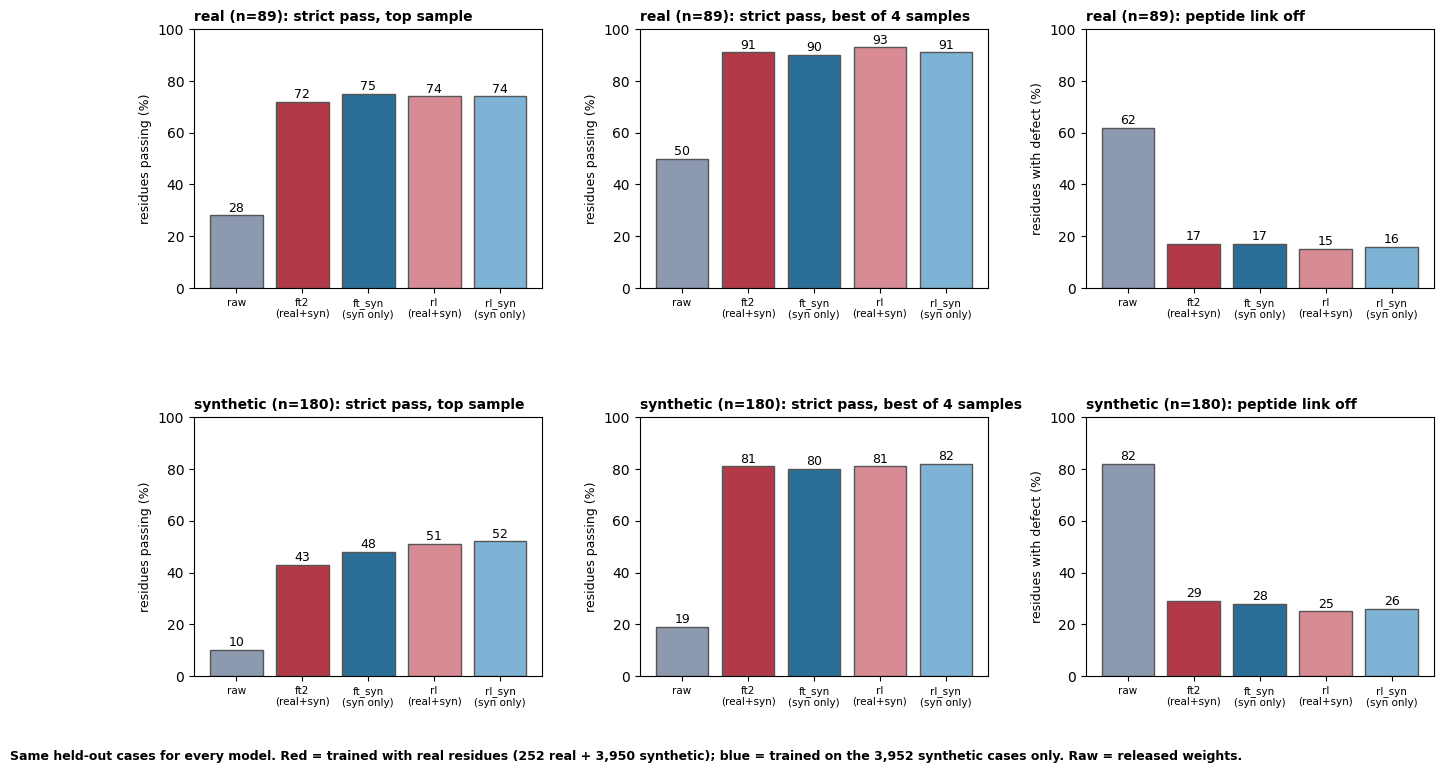 real (n=89): strict pass, top sample
residues passing (%)
100
80
60
40
20
0
28
72
75
74
74
raw
ft2
(real+syn)
ft_syn
(syn only)
rl
(real+syn)
rl_syn
(syn only)
real (n=89): strict pass, best of 4 samples
residues passing (%)
100
80
60
40
20
0
50
91
90
93
91
raw
ft2
(real+syn)
ft_syn
(syn only)
rl
(real+syn)
rl_syn
(syn only)
real (n=89): peptide link off
residues with defect (%)
100
80
60
40
20
0
62
17
17
15
16
raw
ft2
(real+syn)
ft_syn
(syn only)
rl
(real+syn)
rl_syn
(syn only)
synthetic (n=180): strict pass, top sample
residues passing (%)
100
80
60
40
20
0
10
43
48
51
52
raw
ft2
(real+syn)
ft_syn
(syn only)
rl
(real+syn)
rl_syn
(syn only)
synthetic (n=180): strict pass, best of 4 samples
residues passing (%)
100
80
60
40
20
0
19
81
80
81
82
raw
ft2
(real+syn)
ft_syn
(syn only)
rl
(real+syn)
rl_syn
(syn only)
synthetic (n=180): peptide link off
residues with defect (%)
100
80
60
40
20
0
82
29
28
25
26
raw
ft2
(real+syn)
ft_syn
(syn only)
rl
(real+syn)
rl_syn
(syn only)
Same held-out cases for every model. Red = trained with real residues (252 real + 3,950 synthetic); blue = trained on the 3,952 synthetic cases only. Raw = released weights.